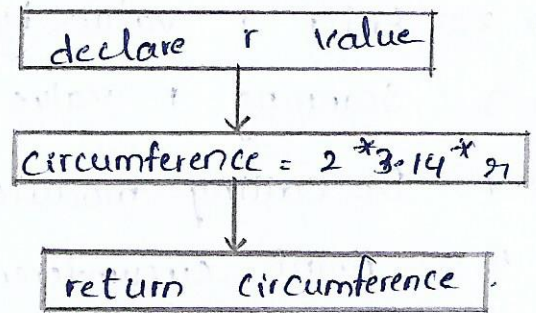 declare r value
circumference = 2 * 3.14 * r
return circumference.